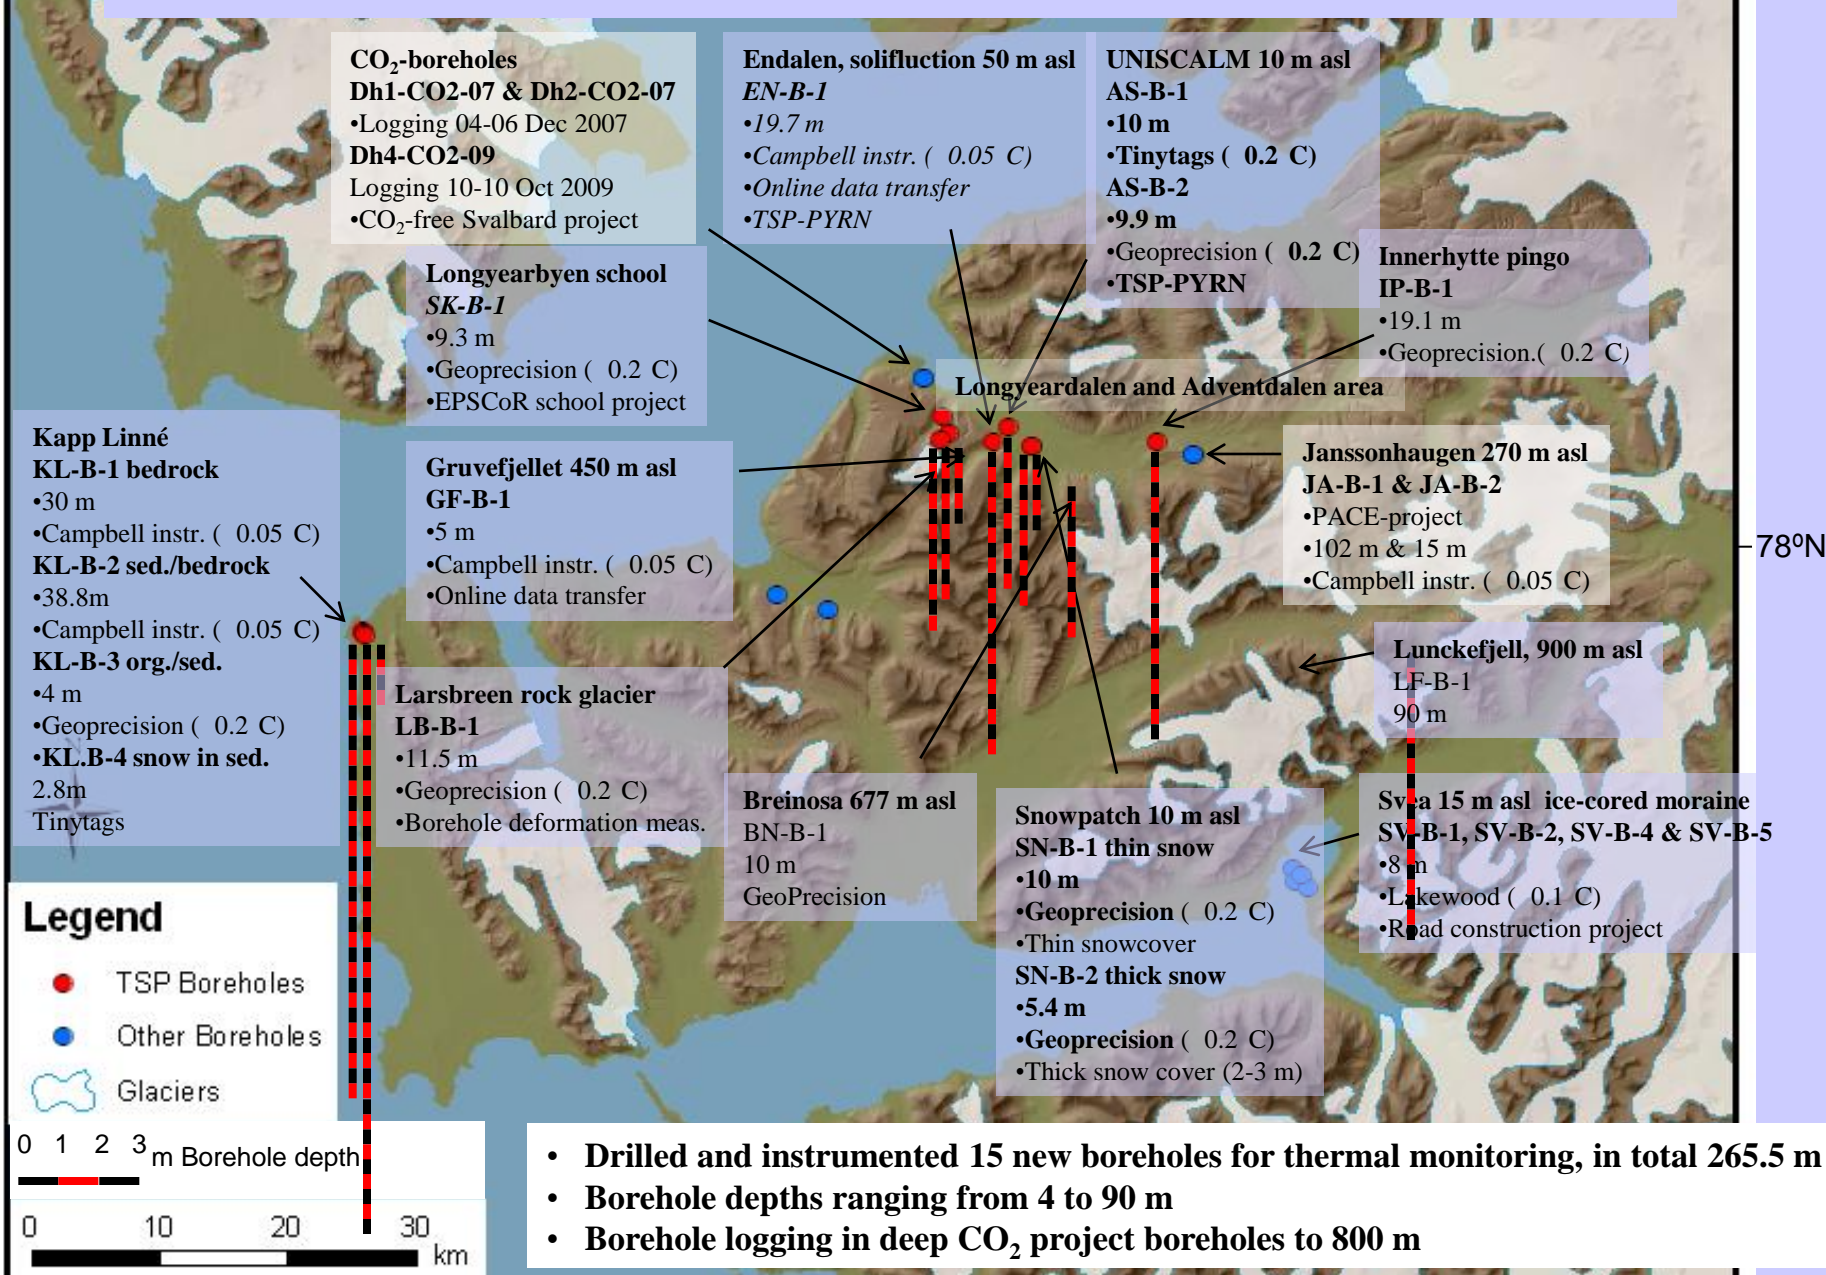 CO₂-boreholes
Dh1-CO2-07 & Dh2-CO2-07
•Logging 04-06 Dec 2007
Dh4-CO2-09
Logging 10-10 Oct 2009
•CO₂-free Svalbard project
Endalen, solifluction 50 m asl
EN-B-1
•19.7 m
•Campbell instr. ( 0.05 C)
•Online data transfer
•TSP-PYRN
UNISCALM 10 m asl
AS-B-1
•10 m
•Tinytags ( 0.2 C)
AS-B-2
•9.9 m
•Geoprecision ( 0.2 C)
•TSP-PYRN
Innerhytte pingo
IP-B-1
•19.1 m
•Geoprecision.( 0.2 C)
Longyearbyen school
SK-B-1
•9.3 m
•Geoprecision ( 0.2 C)
•EPSCoR school project
Longyeardalen and Adventdalen area
Kapp Linné
KL-B-1 bedrock
•30 m
•Campbell instr. ( 0.05 C)
KL-B-2 sed./bedrock
•38.8m
•Campbell instr. ( 0.05 C)
KL-B-3 org./sed.
•4 m
•Geoprecision ( 0.2 C)
•KL.B-4 snow in sed.
2.8m
Tinytags
N
Gruvefjellet 450 m asl
GF-B-1
•5 m
•Campbell instr. ( 0.05 C)
•Online data transfer
Janssonhaugen 270 m asl
JA-B-1 & JA-B-2
•PACE-project
•102 m & 15 m
•Campbell instr. ( 0.05 C)
78ºN
Larsbreen rock glacier
LB-B-1
•11.5 m
•Geoprecision ( 0.2 C)
•Borehole deformation meas.
Lunckefjell, 900 m asl
LF-B-1
90 m
Breinosa 677 m asl
BN-B-1
10 m
GeoPrecision
Snowpatch 10 m asl
SN-B-1 thin snow
•10 m
•Geoprecision ( 0.2 C)
•Thin snowcover
SN-B-2 thick snow
•5.4 m
•Geoprecision ( 0.2 C)
•Thick snow cover (2-3 m)
Svea 15 m asl ice-cored moraine
SV-B-1, SV-B-2, SV-B-4 & SV-B-5
•8 m
•Lakewood ( 0.1 C)
•Road construction project
Legend
TSP Boreholes
Other Boreholes
Glaciers
0 1 2 3 m Borehole depth
0 10 20 30
km
• Drilled and instrumented 15 new boreholes for thermal monitoring, in total 265.5 m
• Borehole depths ranging from 4 to 90 m
• Borehole logging in deep CO₂ project boreholes to 800 m